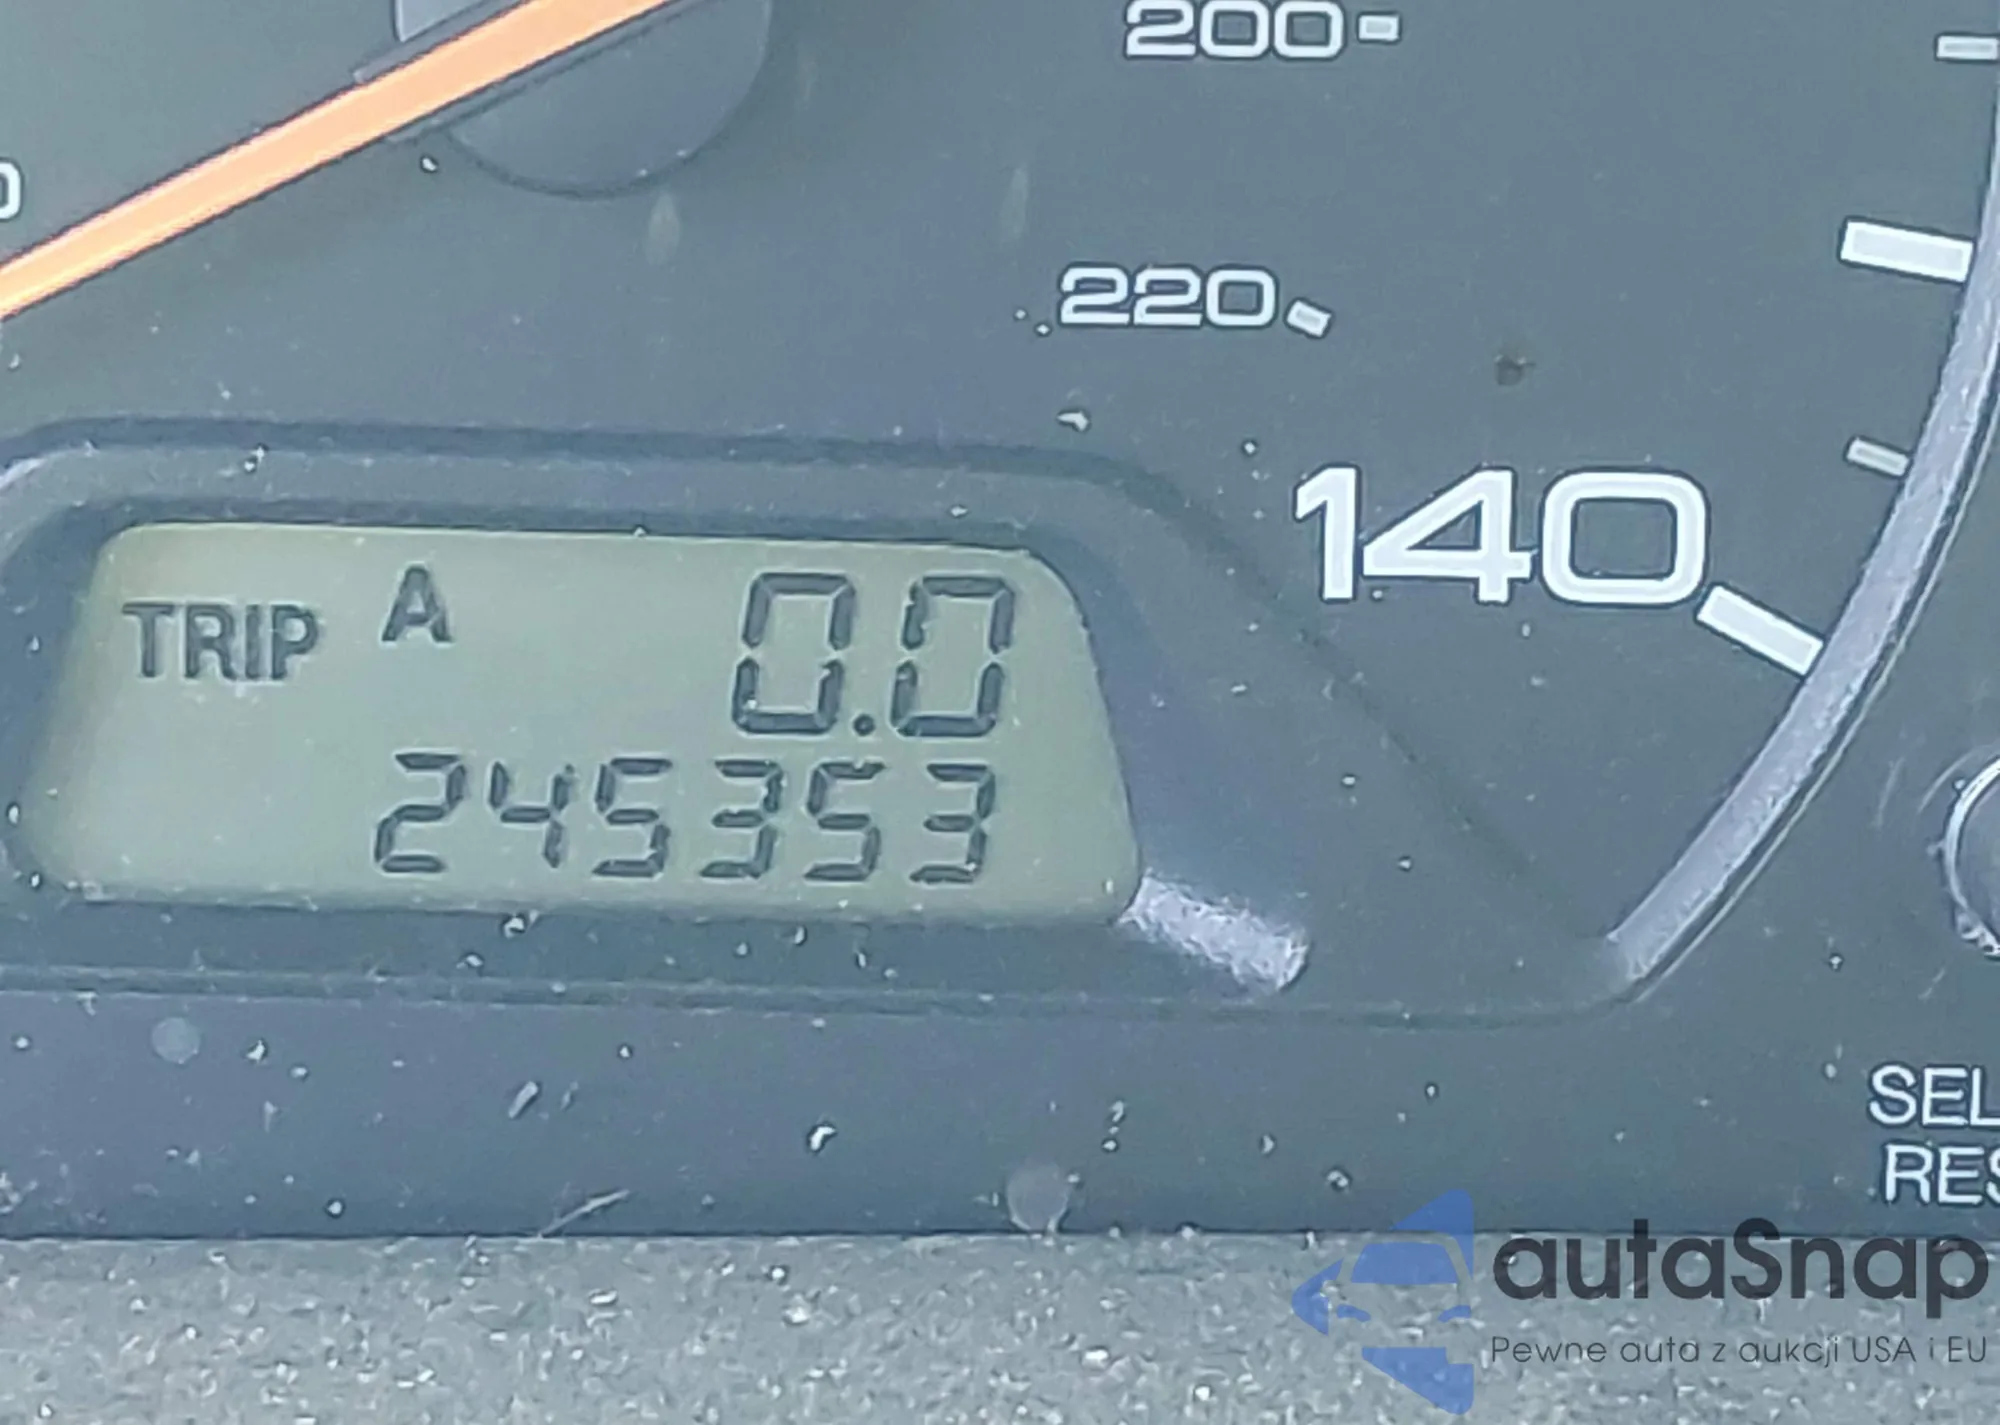 200
220
140
TRIP A 0.0
245353
SEL
RES
autaSnap
Pewne auta z aukcji USA i EU